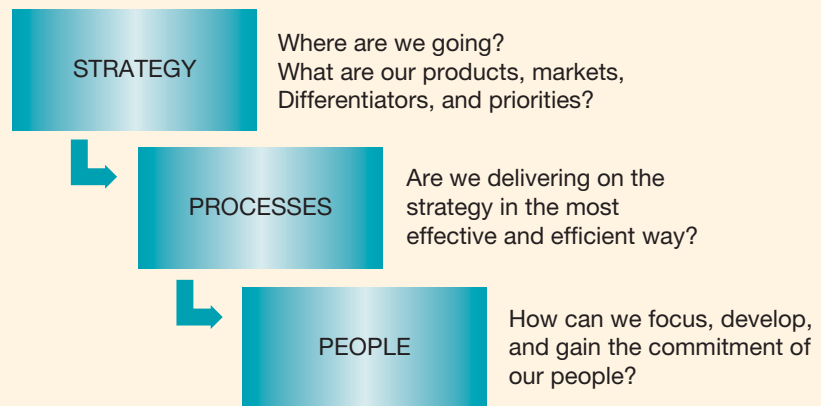 STRATEGY
Where are we going?
What are our products, markets,
Differentiators, and priorities?
PROCESSES
Are we delivering on the
strategy in the most
effective and efficient way?
PEOPLE
How can we focus, develop,
and gain the commitment of
our people?